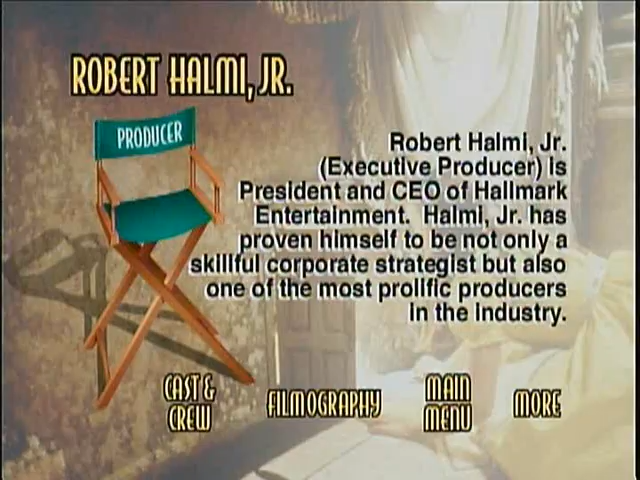 ROBERT HALMI, JR.
PRODUCER
Robert Halmi, Jr.
(Executive Producer) is
President and CEO of Hallmark
Entertainment. Halmi, Jr. has
proven himself to be not only a
skillful corporate strategist but also
one of the most prolific producers
in the industry.
CAST &
CREW
FILMOGRAPHY
MAIN
MENU
MORE